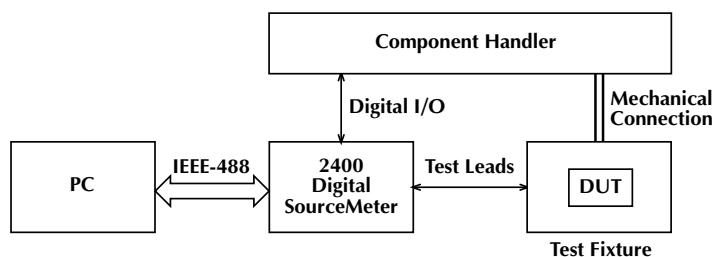 Component Handler
Digital I/O
Mechanical
Connection
PC
IEEE-488
2400
Digital
SourceMeter
Test Leads
DUT
Test Fixture